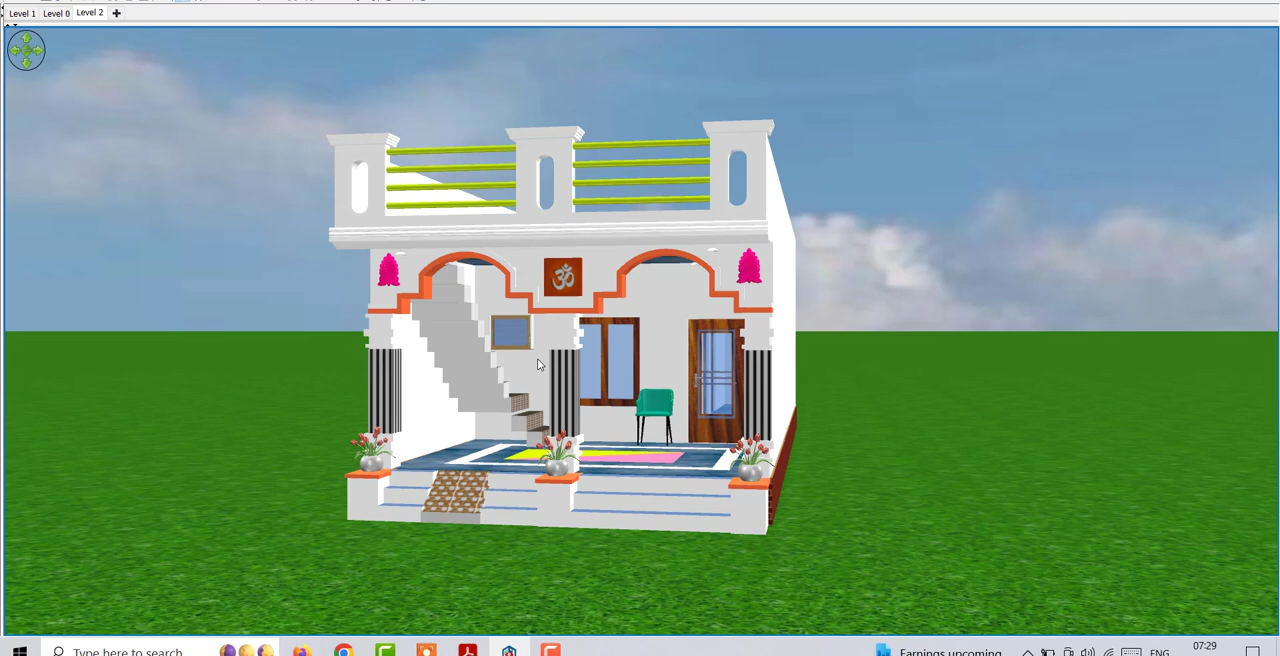 Level 1 Level 0 Level 2
ॐ
Type here to search
Earnings upcoming
ENG
07:29